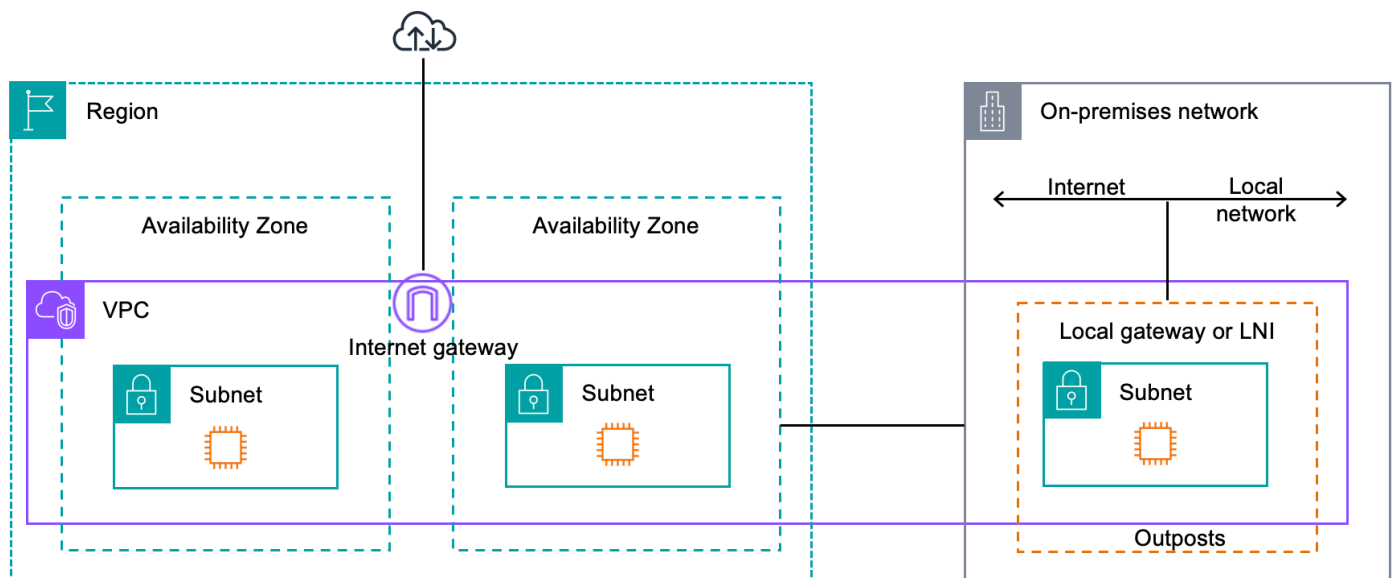 Region
On-premises network
Internet
Local
network
Availability Zone
Availability Zone
VPC
Internet gateway
Local gateway or LNI
Subnet
Subnet
Subnet
Outposts